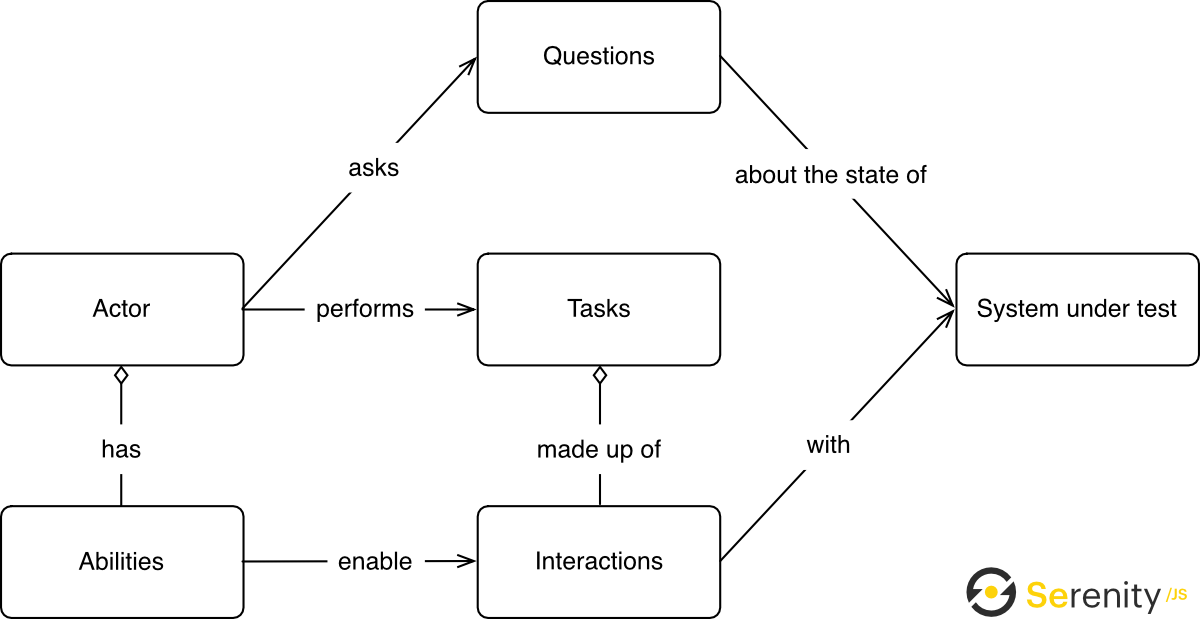 Questions
asks
about the state of
Actor
performs
Tasks
System under test
has
made up of
with
Abilities
enable
Interactions
Serenity/JS